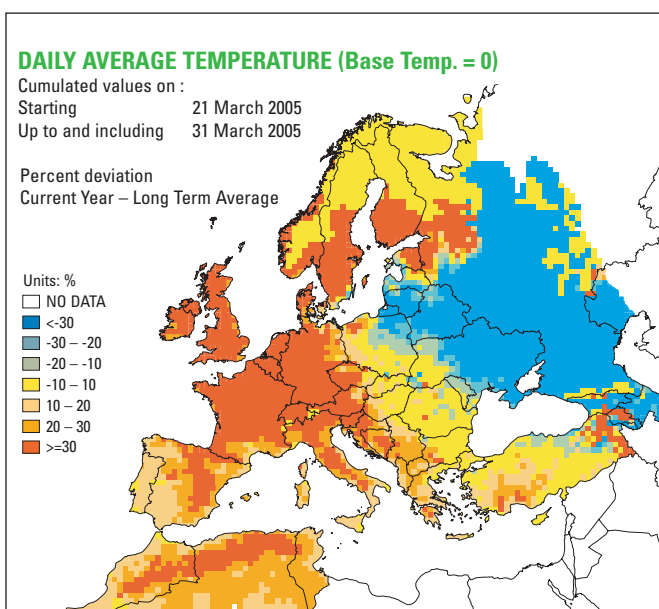 DAILY AVERAGE TEMPERATURE (Base Temp. = 0)
Cumulated values on :
Starting 21 March 2005
Up to and including 31 March 2005
Percent deviation
Current Year – Long Term Average
Units: %
NO DATA
<-30
-30 – -20
-20 – -10
-10 – 10
10 – 20
20 – 30
>=30